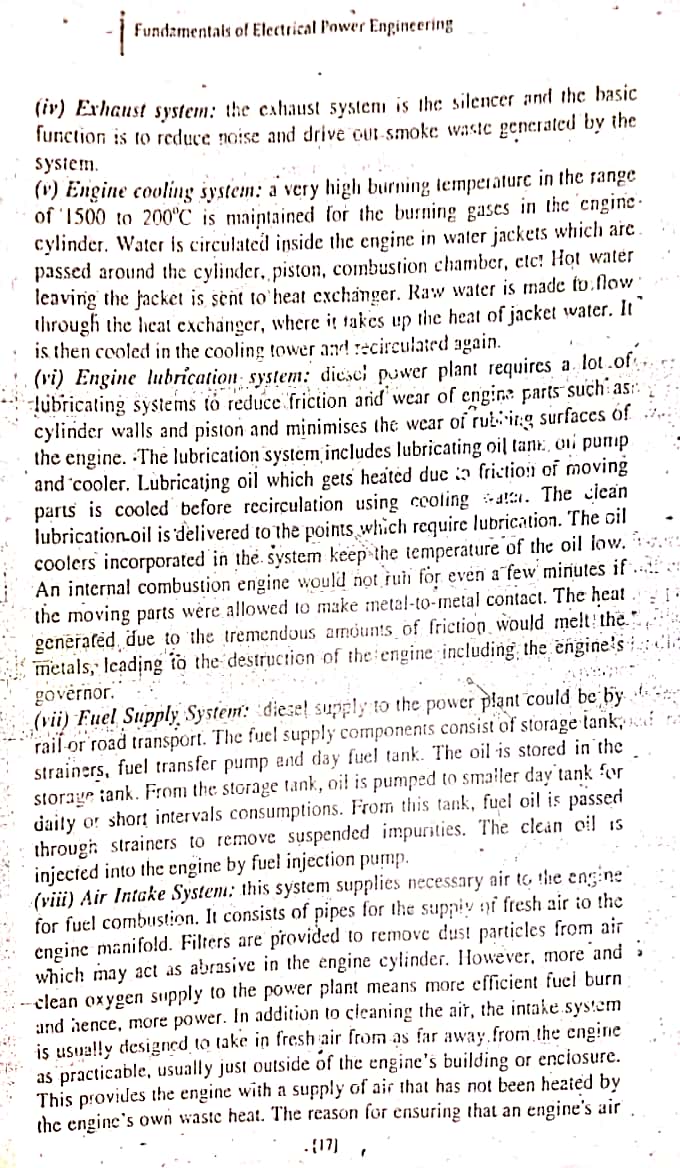 Fundamentals of Electrical Power Engineering
(iv) Exhaust system: the exhaust system is the silencer and the basic
function is to reduce noise and drive out smoke waste generated by the
system.
(v) Engine cooling system: a very high burning temperature in the range
of 1500 to 200°C is maintained for the burning gases in the engine
cylinder. Water is circulated inside the engine in water jackets which are
passed around the cylinder, piston, combustion chamber, etc! Hot water
leaving the jacket is sent to heat exchanger. Raw water is made to flow
through the heat exchanger, where it takes up the heat of jacket water. It
is then cooled in the cooling tower and recirculated again.
(vi) Engine lubrication system: diesel power plant requires a lot of
lubricating systems to reduce friction and wear of engine parts such as
cylinder walls and piston and minimises the wear of rubbing surfaces of
the engine. The lubrication system includes lubricating oil tank, oil pump
and cooler. Lubricating oil which gets heated due to friction of moving
parts is cooled before recirculation using cooling water. The clean
lubrication oil is delivered to the points which require lubrication. The oil
coolers incorporated in the system keep the temperature of the oil low.
An internal combustion engine would not run for even a few minutes if
the moving parts were allowed to make metal-to-metal contact. The heat
generated due to the tremendous amounts of friction would melt the
metals, leading to the destruction of the engine including the engine's
governor.
(vii) Fuel Supply System: diesel supply to the power plant could be by
rail or road transport. The fuel supply components consist of storage tank,
strainers, fuel transfer pump and day fuel tank. The oil is stored in the
storage tank. From the storage tank, oil is pumped to smaller day tank for
daily or short intervals consumptions. From this tank, fuel oil is passed
through strainers to remove suspended impurities. The clean oil is
injected into the engine by fuel injection pump.
(viii) Air Intake System: this system supplies necessary air to the engine
for fuel combustion. It consists of pipes for the supply of fresh air to the
engine manifold. Filters are provided to remove dust particles from air
which may act as abrasive in the engine cylinder. However, more and
clean oxygen supply to the power plant means more efficient fuel burn
and hence, more power. In addition to cleaning the air, the intake system
is usually designed to take in fresh air from as far away from the engine
as practicable, usually just outside of the engine's building or enclosure.
This provides the engine with a supply of air that has not been heated by
the engine's own waste heat. The reason for ensuring that an engine's air
[17]